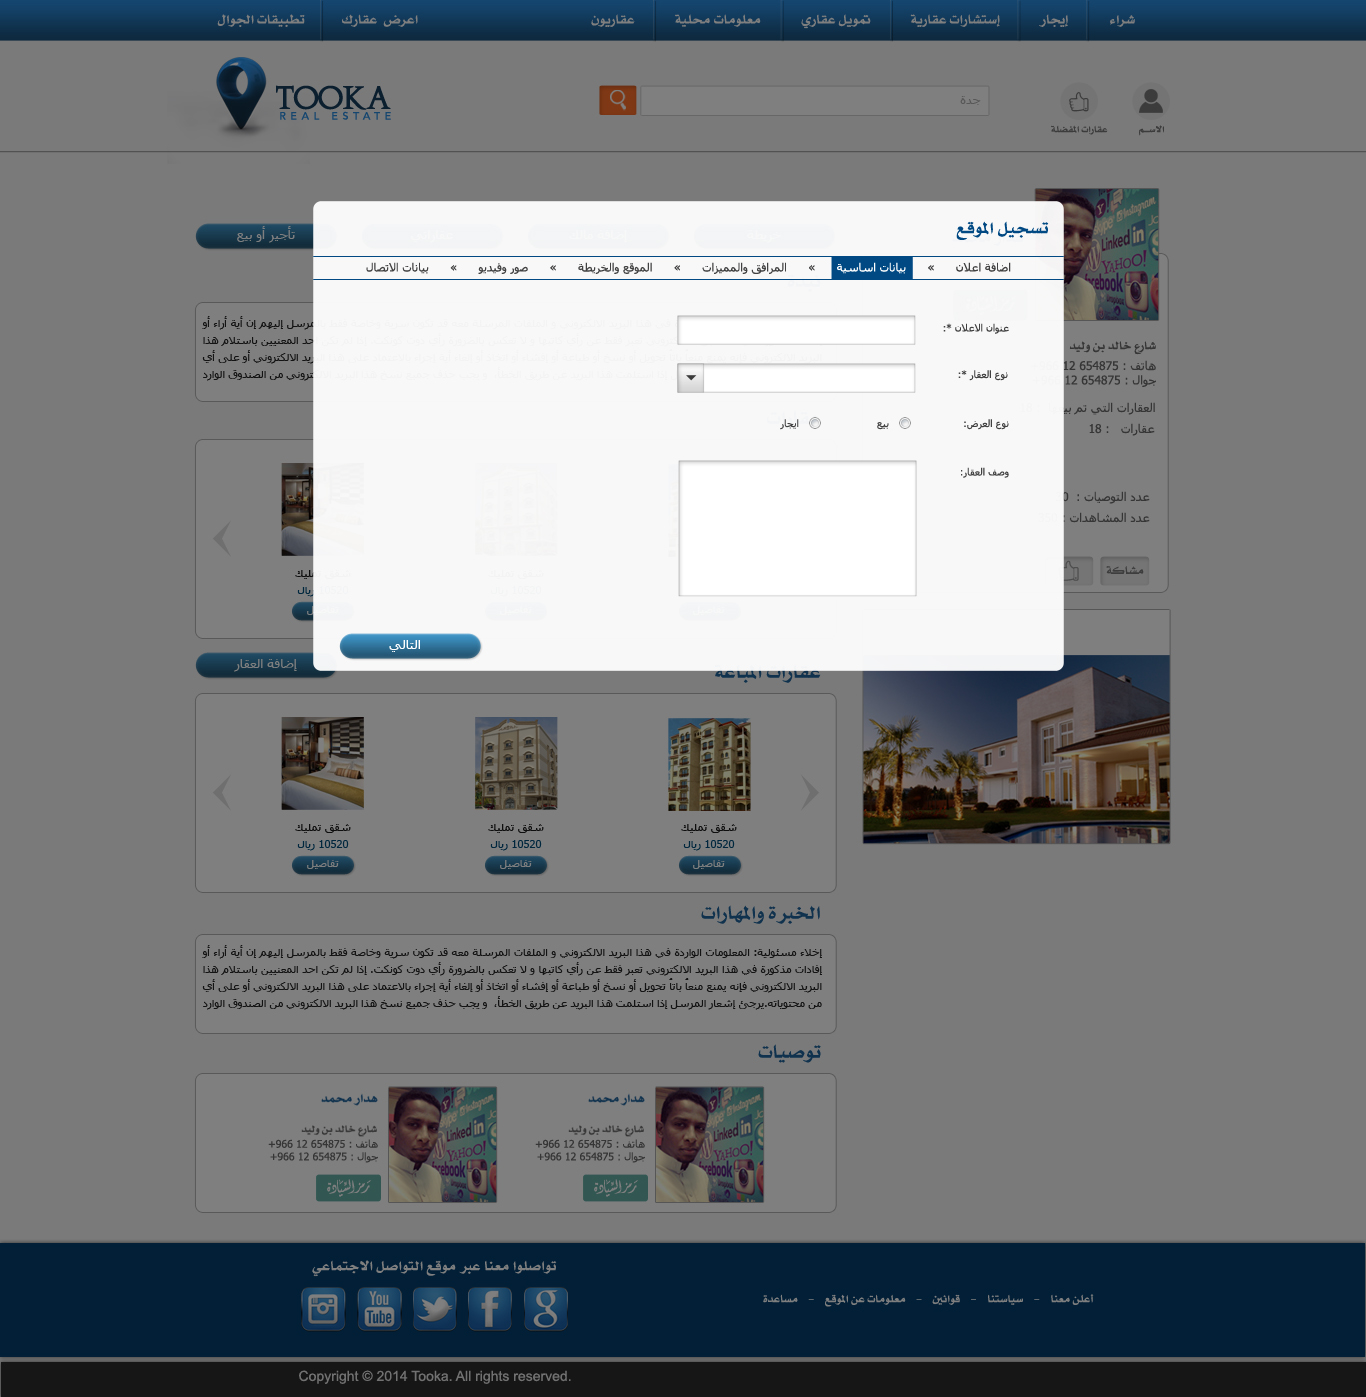 شراء
إيجار
إستشارات عقارية
تمويل عقاري
معلومات محلية
عقاريون
اعرض عقارك
تطبيقات الجوال
الاسم
عقارات المفضلة
جدة
TOOKA
REAL ESTATE
تأجير أو بيع
تسجيل الموقع
اضافة اعلان » بيانات اساسية » المرافق والمميزات » الموقع والخريطة » صور وفيديو » بيانات الاتصال
عنوان الاعلان *:
نوع العقار *:
نوع العرض:
بيع
ايجار
وصف العقار:
التالي
شارع خالد بن وليد
هاتف : 654875 12
جوال : 654875 12
العقارات التي تم
عقارات : 18
عدد التوصيات :
عدد المشاهدات :
مشاكة
إضافة العقار
عقارات المباعة
شقق تمليك
10520 ريال
تفاصيل
شقق تمليك
10520 ريال
تفاصيل
شقق تمليك
10520 ريال
تفاصيل
الخبرة والمهارات
إخلاء مسئولية: المعلومات الواردة في هذا البريد الالكتروني و الملفات المرسلة معه قد تكون سرية وخاصة فقط بالمرسل إليهم إن أية أراء أو
إفادات مذكورة في هذا البريد الالكتروني تعبر فقط عن رأي كاتبها و لا تعكس بالضرورة رأي دوت كونكت. إذا لم تكن احد المعنيين باستلام هذا
البريد الالكتروني فإنه يمنع منعاً باتاً تحويل أو نسخ أو طباعة أو إفشاء أو اتخاذ أو إلغاء أية إجراء بالاعتماد على هذا البريد الالكتروني أو على أي
من محتوياته.يرجئ إشعار المرسل إذا استلمت هذا البريد عن طريق الخطأ، و يجب حذف جميع نسخ هذا البريد الالكتروني من الصندوق الوارد
توصيات
هدار محمد
شارع خالد بن وليد
هاتف : 654875 12 966+
جوال : 654875 12 966+
رمز السيادة
هدار محمد
شارع خالد بن وليد
هاتف : 654875 12 966+
جوال : 654875 12 966+
رمز السيادة
تواصلوا معنا عبر موقع التواصل الاجتماعي
You
Tube
أعلن معنا – سياستنا – قوانين – معلومات عن الموقع – مساعدة
Copyright © 2014 Tooka. All rights reserved.